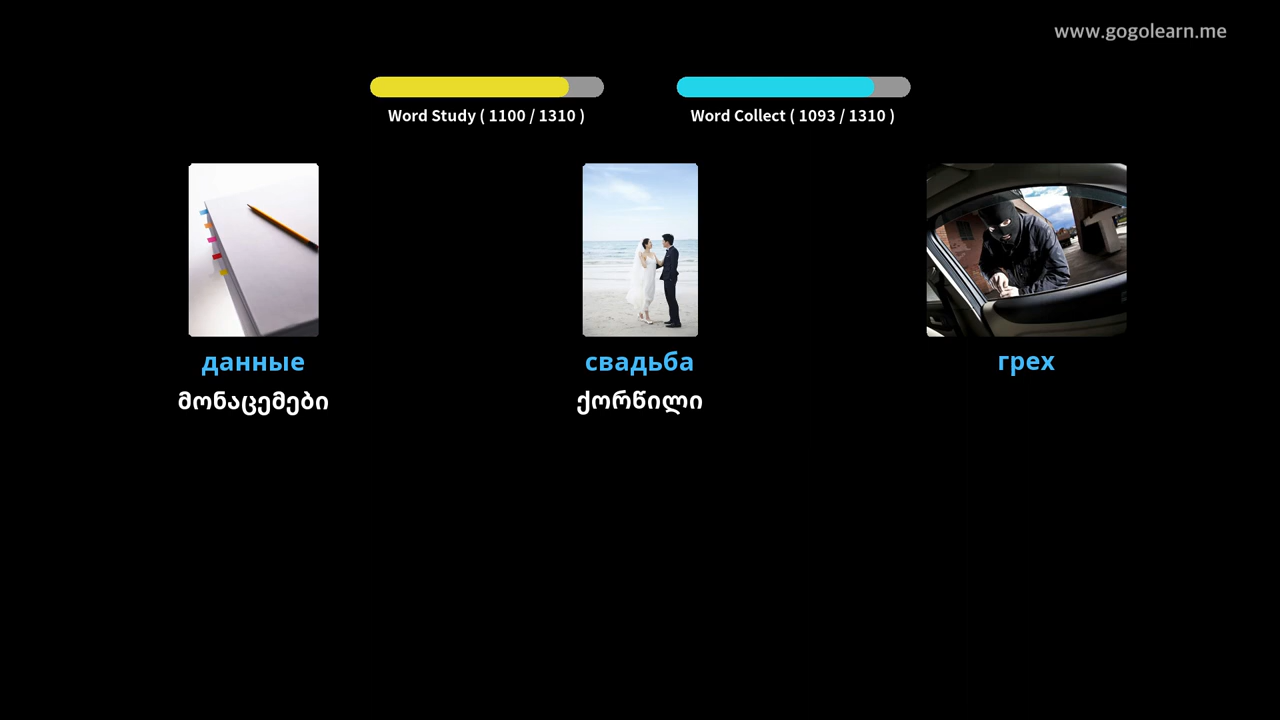 www.gogolearn.me
Word Study ( 1100 / 1310 )
Word Collect ( 1093 / 1310 )
данные
свадьба
грех
მონაცემები
ქორწილი